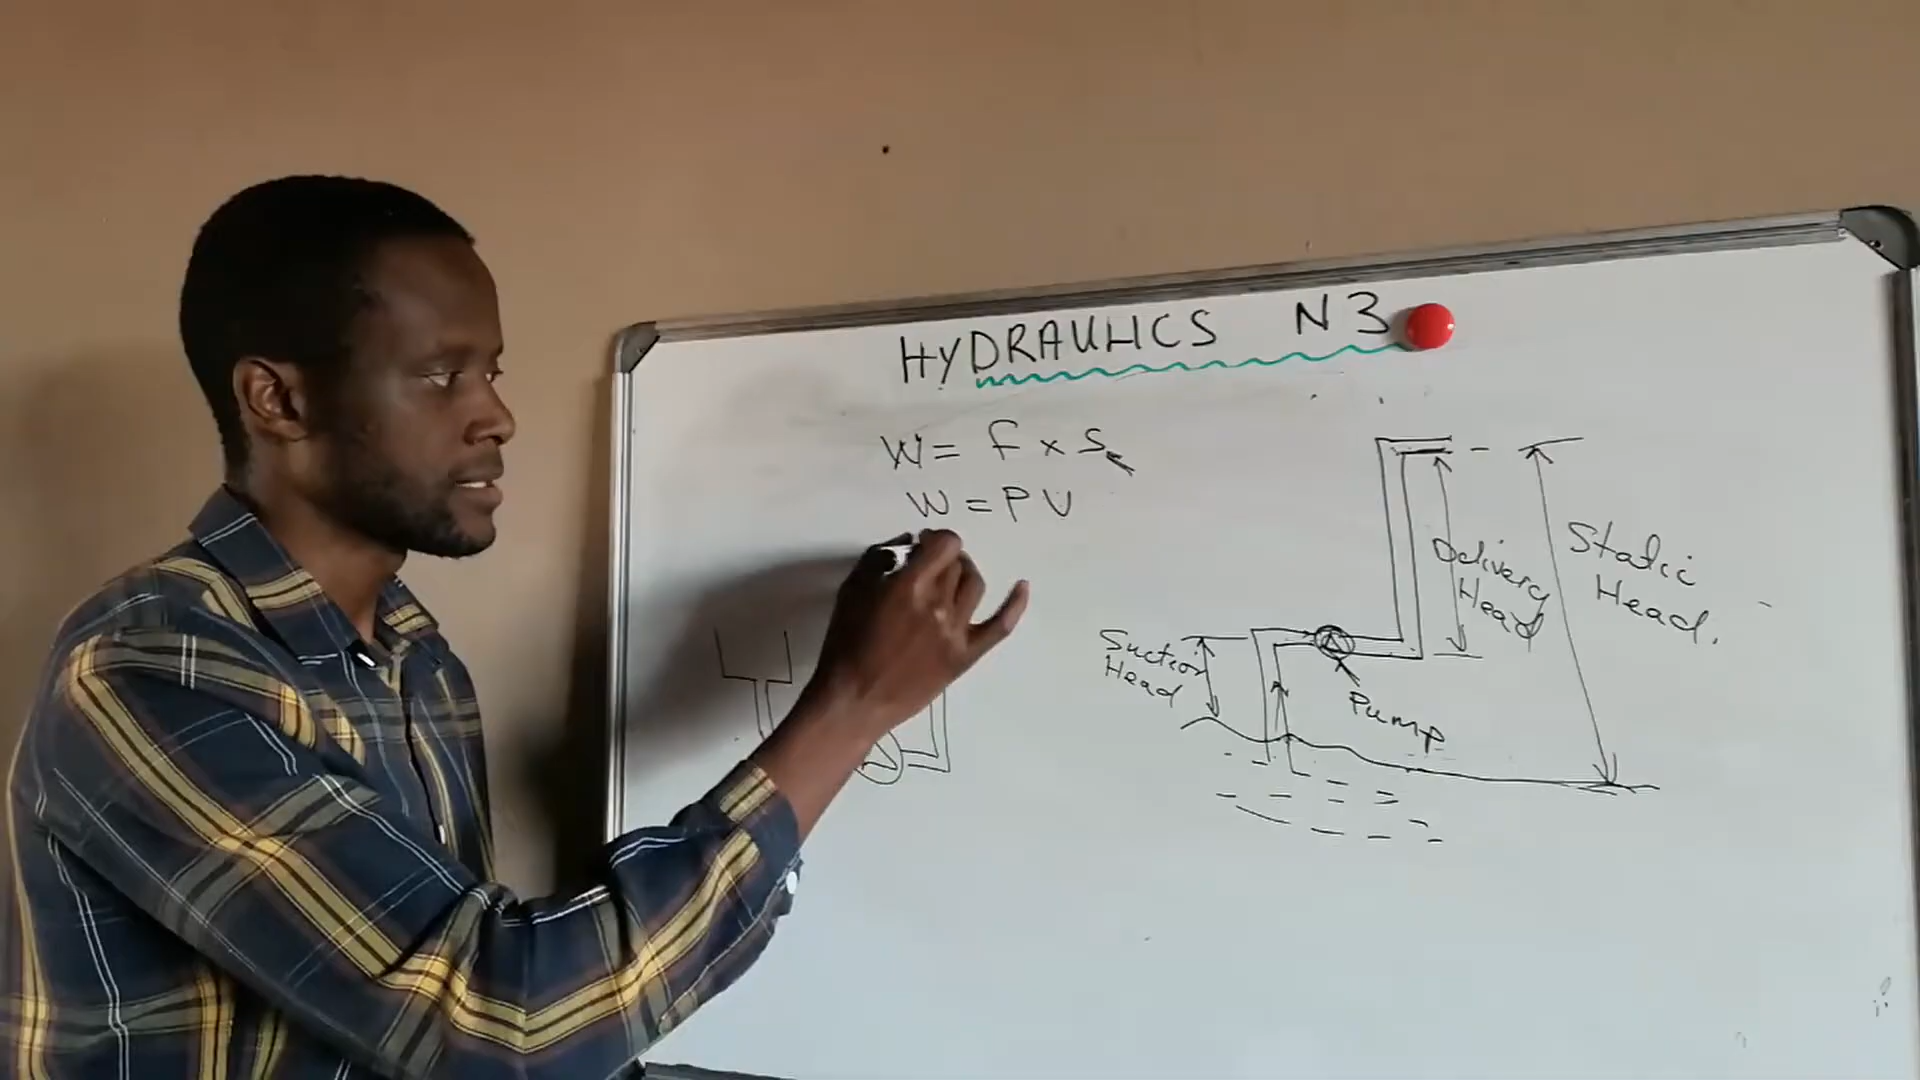 HYDRAULICS N3
W = F x S
W = PV
Delivery
Head
Static
Head.
Suction
Head
Pump